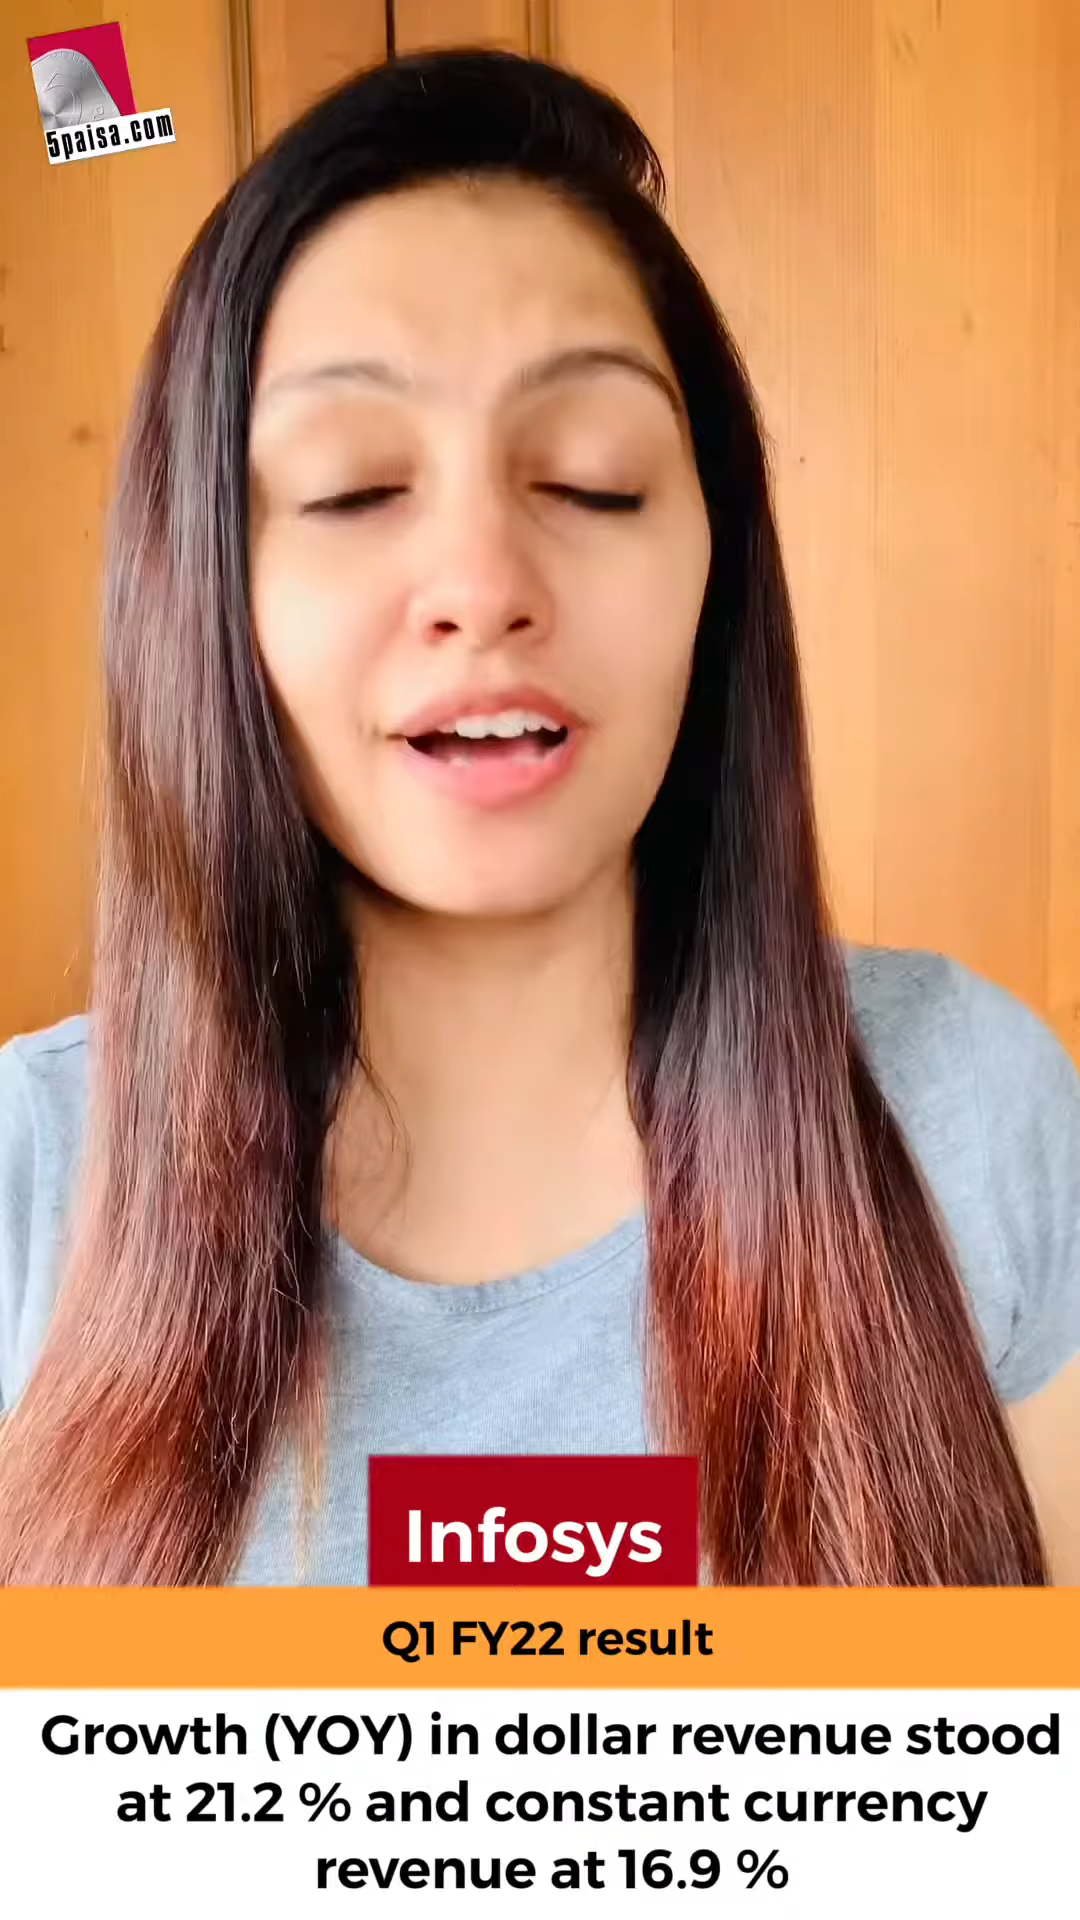 5paisa.com
Infosys
Q1 FY22 result
Growth (YOY) in dollar revenue stood
at 21.2 % and constant currency
revenue at 16.9 %